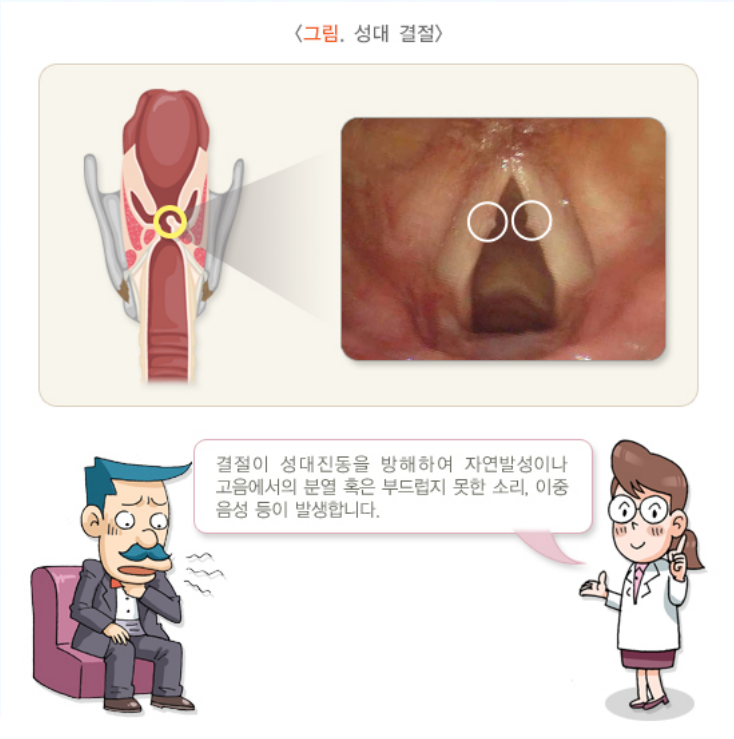 〈그림. 성대 결절〉
결절이 성대진동을 방해하여 자연발성이나
고음에서의 분열 혹은 부드럽지 못한 소리, 이중
음성 등이 발생합니다.